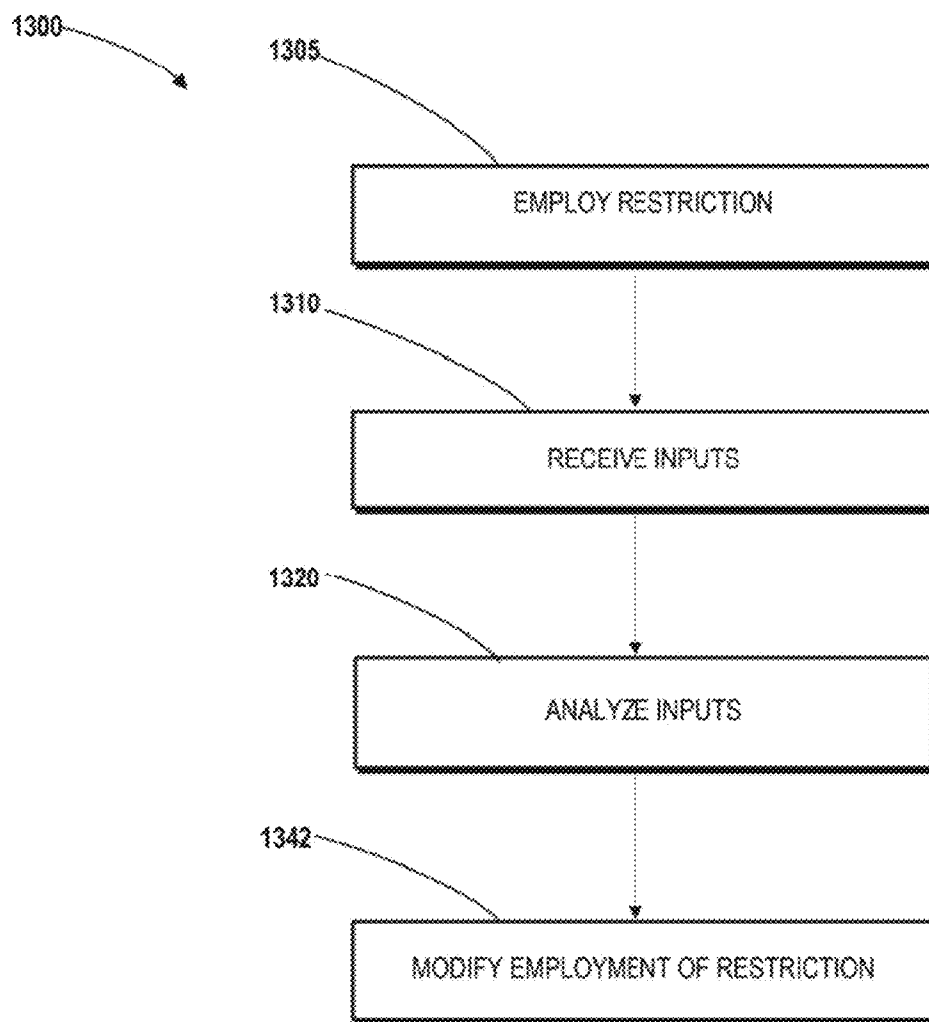 1300
1305
EMPLOY RESTRICTION
1310
RECEIVE INPUTS
1320
ANALYZE INPUTS
1342
MODIFY EMPLOYMENT OF RESTRICTION